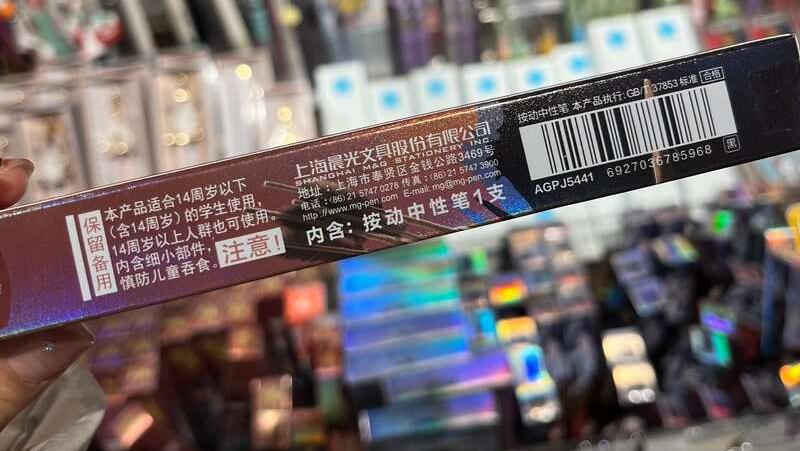 保留备用
本产品适合14周岁以下
(含14周岁) 的学生使用,
14周岁以上人群也可使用。
内含细小部件,
慎防儿童吞食。
注意!
上海晨光文具股份有限公司
SHANGHAI M&G STATIONERY INC.
地址: 上海市奉贤区金钱公路3469号
电话: (86) 21 5747 0278 传真: (86) 21 5747 3900
http://www.mg-pen.com E-mail: mg@mg-pen.com
内含: 按动中性笔1支
按动中性笔 本产品执行: GB/T 37853 标准 合格
AGPJ5441 6927036785968
黑